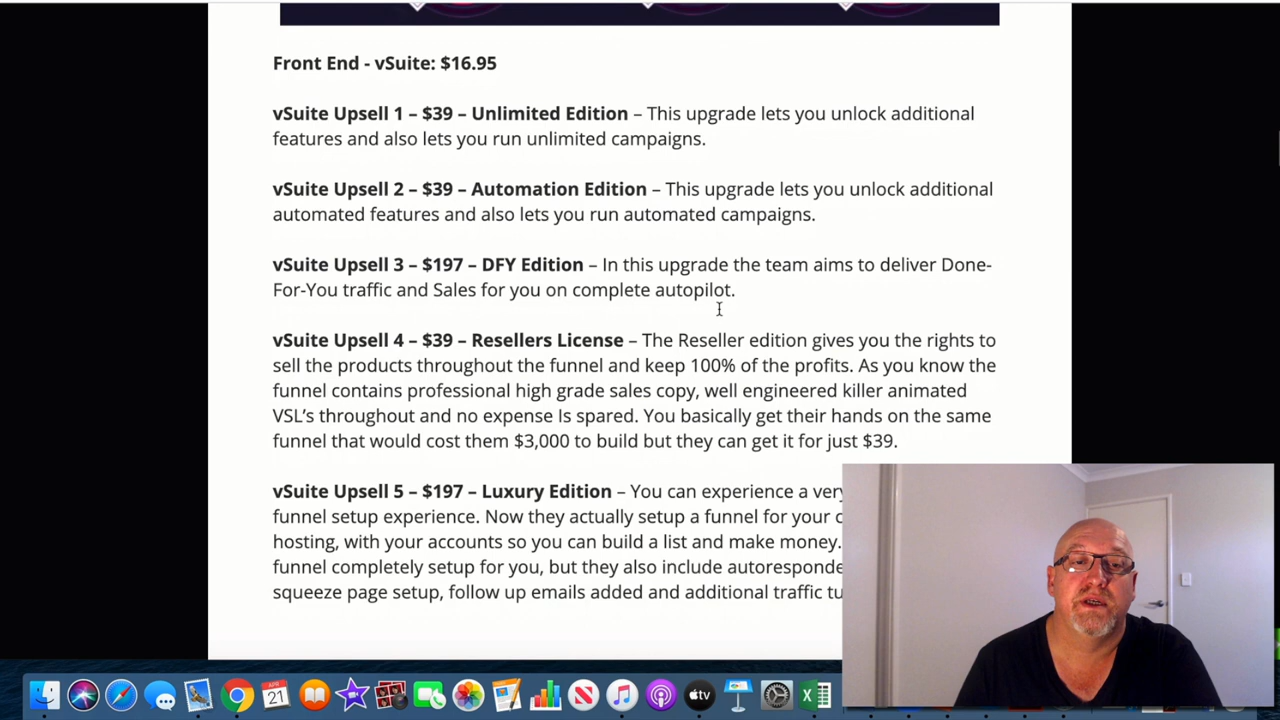 Front End - vSuite: $16.95
vSuite Upsell 1 – $39 – Unlimited Edition – This upgrade lets you unlock additional
features and also lets you run unlimited campaigns.
vSuite Upsell 2 – $39 – Automation Edition – This upgrade lets you unlock additional
automated features and also lets you run automated campaigns.
vSuite Upsell 3 – $197 – DFY Edition – In this upgrade the team aims to deliver Done-
For-You traffic and Sales for you on complete autopilot.
vSuite Upsell 4 – $39 – Resellers License – The Reseller edition gives you the rights to
sell the products throughout the funnel and keep 100% of the profits. As you know the
funnel contains professional high grade sales copy, well engineered killer animated
VSL's throughout and no expense Is spared. You basically get their hands on the same
funnel that would cost them $3,000 to build but they can get it for just $39.
vSuite Upsell 5 – $197 – Luxury Edition – You can experience a
funnel setup experience. Now they actually setup a funnel for your
hosting, with your accounts so you can build a list and make money.
funnel completely setup for you, but they also include
squeeze page setup, follow up emails added and additional traffic
APR
21
tv